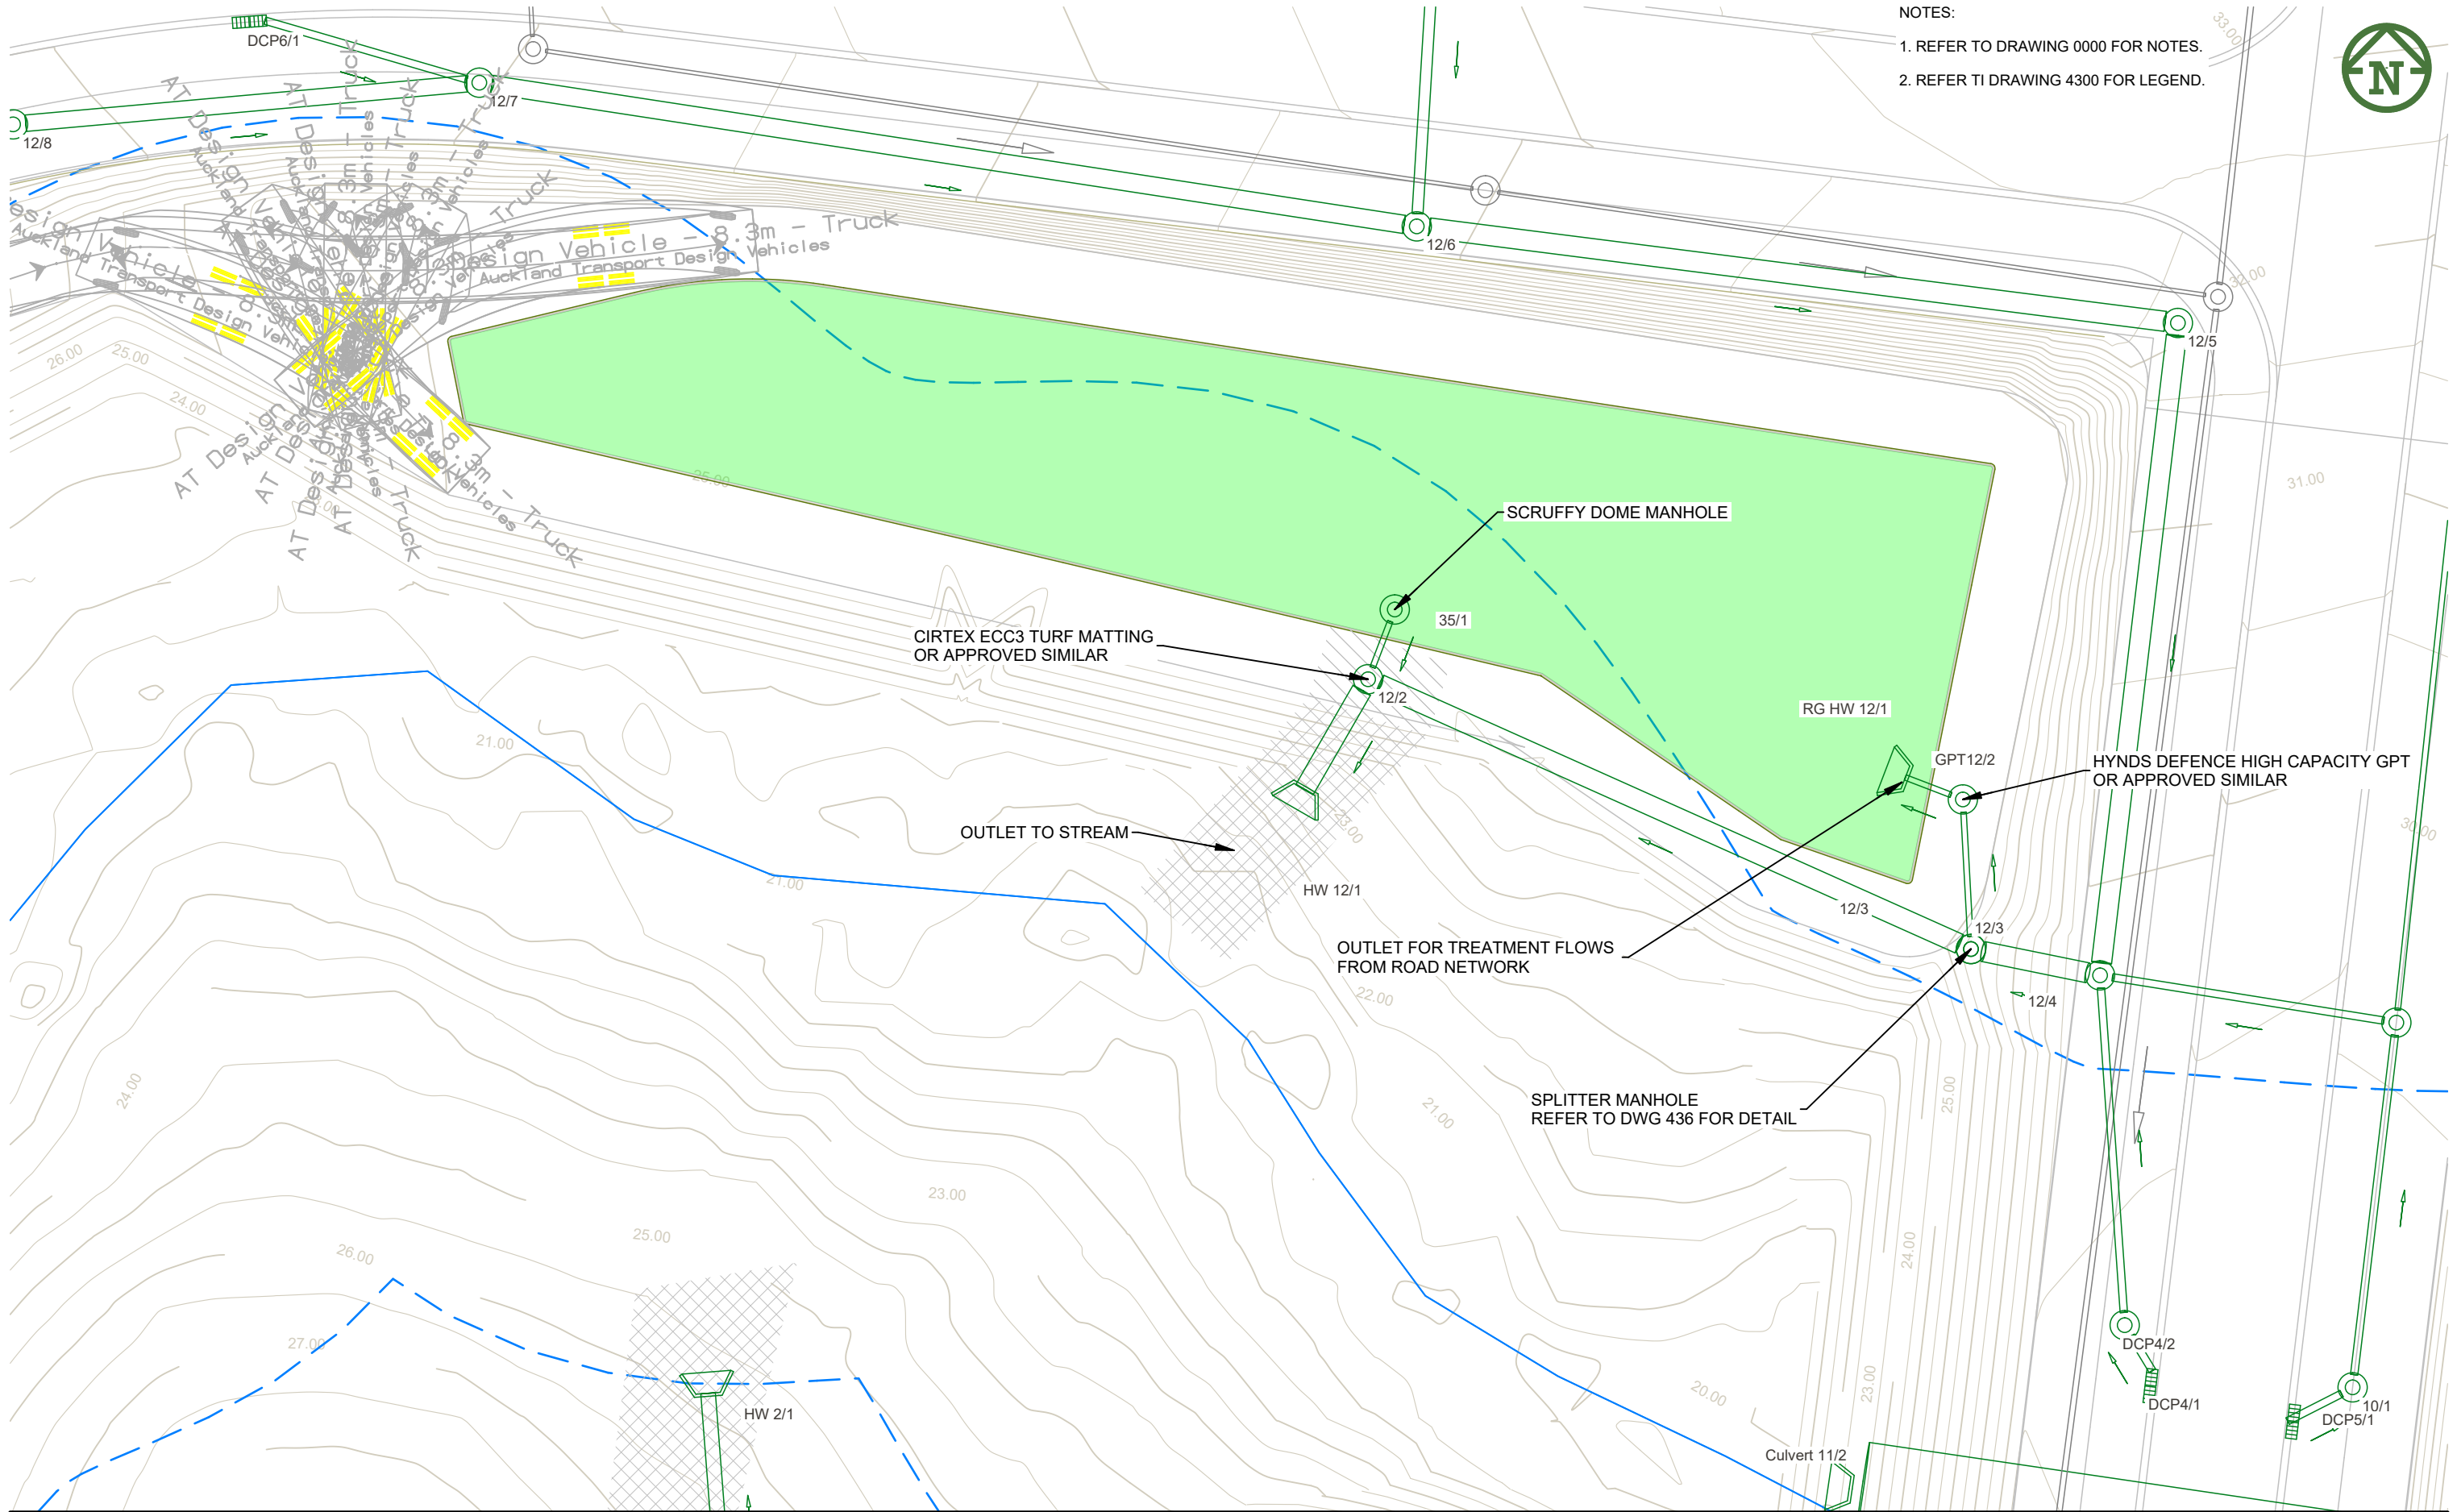 NOTES:
1. REFER TO DRAWING 0000 FOR NOTES.
2. REFER TI DRAWING 4300 FOR LEGEND.
N
33.00
DCP6/1
12/7
12/8
12/6
12/5
32.00
31.00
30.00
AT Design
Design Vehicle - 8.3m - Truck
Auckland Transport Design Vehicles
26.00
25.00
24.00
25.00
SCRUFFY DOME MANHOLE
35/1
CIRTEX ECC3 TURF MATTING
OR APPROVED SIMILAR
12/2
RG HW 12/1
GPT12/2
HYNDS DEFENCE HIGH CAPACITY GPT
OR APPROVED SIMILAR
21.00
OUTLET TO STREAM
23.00
21.00
HW 12/1
12/3
12/3
OUTLET FOR TREATMENT FLOWS
FROM ROAD NETWORK
22.00
12/4
24.00
SPLITTER MANHOLE
REFER TO DWG 436 FOR DETAIL
21.00
25.00
23.00
25.00
26.00
24.00
27.00
23.00
20.00
DCP4/2
DCP4/1
10/1
DCP5/1
HW 2/1
Culvert 11/2